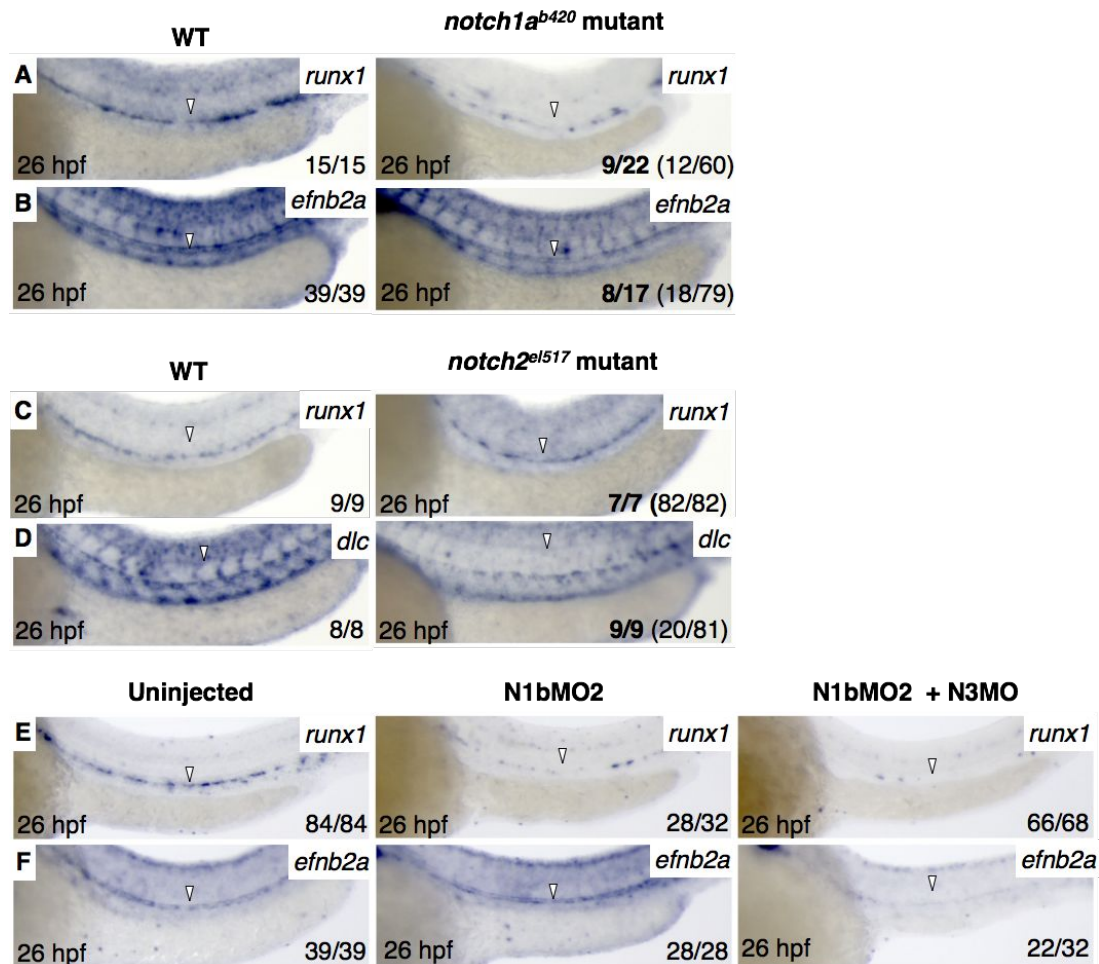 WT notch1a^b420 mutant
A runx1 runx1
26 hpf 15/15 26 hpf 9/22 (12/60)
B efnb2a efnb2a
26 hpf 39/39 26 hpf 8/17 (18/79)
WT notch2^el517 mutant
C runx1 runx1
26 hpf 9/9 26 hpf 7/7 (82/82)
D dlc dlc
26 hpf 8/8 26 hpf 9/9 (20/81)
Uninjected N1bMO2 N1bMO2 + N3MO
E runx1 runx1 runx1
26 hpf 84/84 26 hpf 28/32 26 hpf 66/68
F efnb2a efnb2a efnb2a
26 hpf 39/39 26 hpf 28/28 26 hpf 22/32